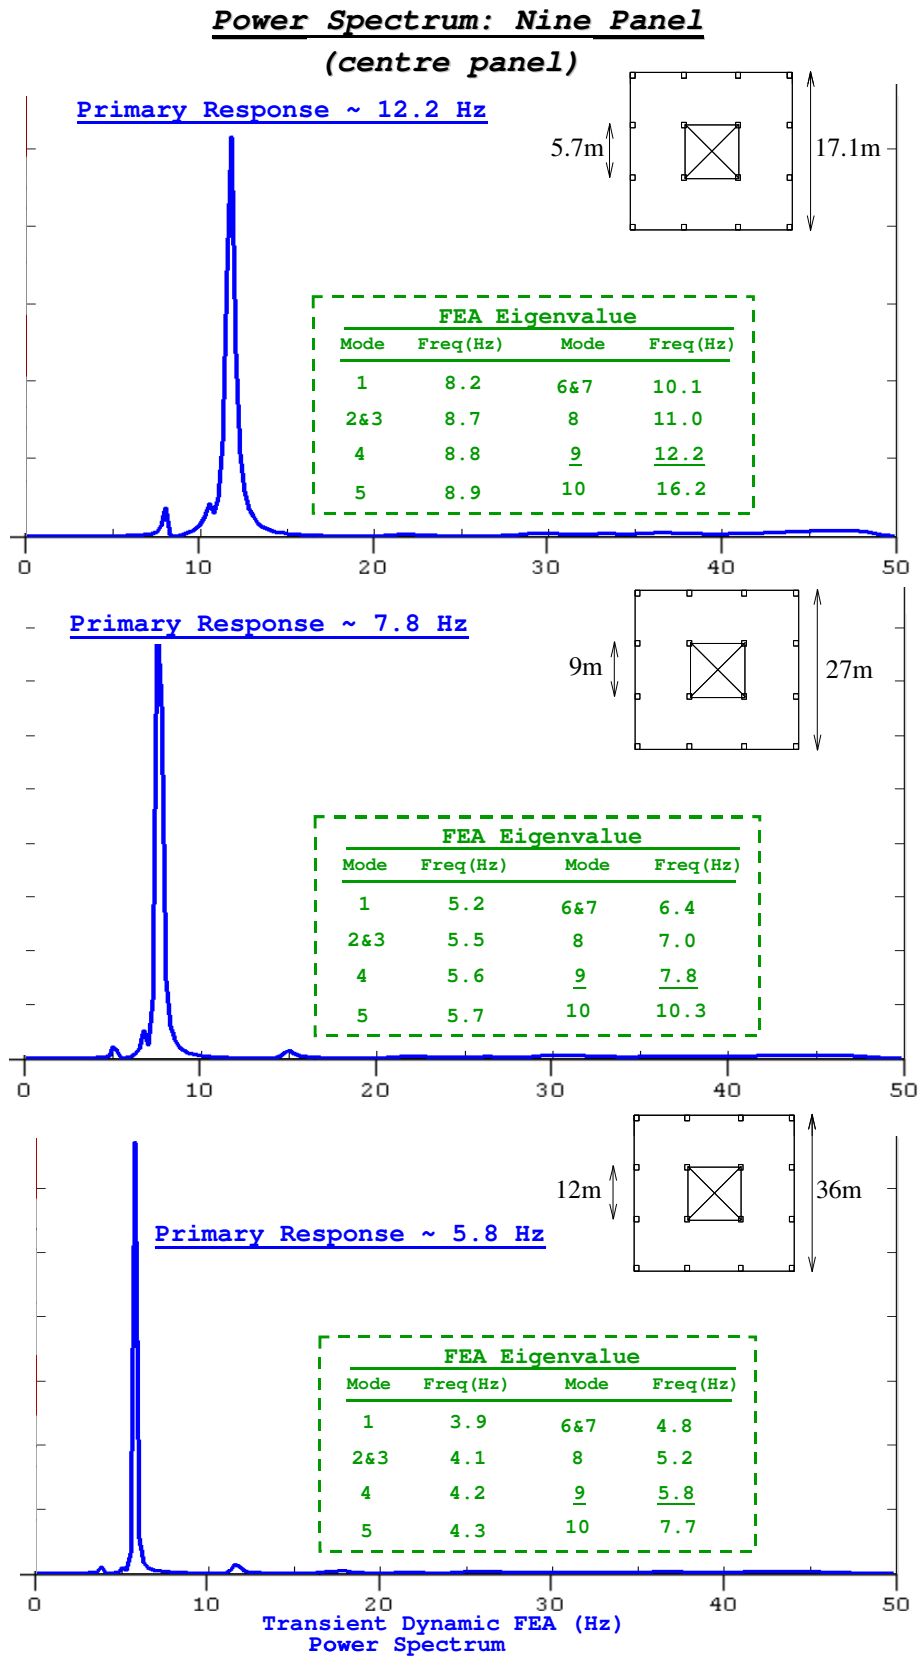 Power Spectrum: Nine Panel
(centre panel)
Primary Response ~ 12.2 Hz
5.7m 17.1m
FEA Eigenvalue
Mode Freq(Hz) Mode Freq(Hz)
1 8.2 6&7 10.1
2&3 8.7 8 11.0
4 8.8 9 12.2
5 8.9 10 16.2
0 10 20 30 40 50
Primary Response ~ 7.8 Hz
9m 27m
FEA Eigenvalue
Mode Freq(Hz) Mode Freq(Hz)
1 5.2 6&7 6.4
2&3 5.5 8 7.0
4 5.6 9 7.8
5 5.7 10 10.3
0 10 20 30 40 50
12m 36m
Primary Response ~ 5.8 Hz
FEA Eigenvalue
Mode Freq(Hz) Mode Freq(Hz)
1 3.9 6&7 4.8
2&3 4.1 8 5.2
4 4.2 9 5.8
5 4.3 10 7.7
0 10 20 30 40 50
Transient Dynamic FEA (Hz)
Power Spectrum